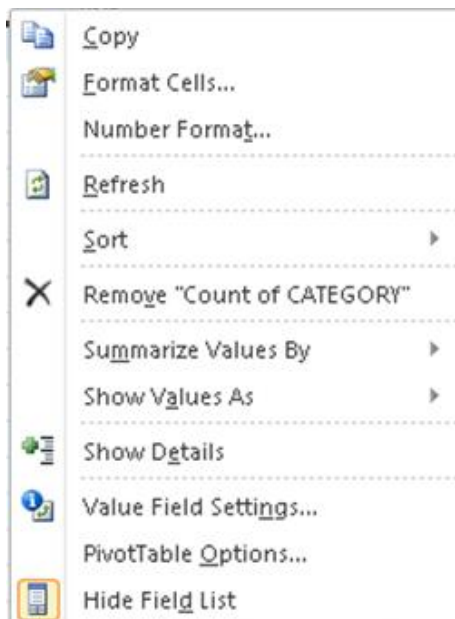 Copy
Format Cells...
Number Format...
Refresh
Sort
Remove "Count of CATEGORY"
Summarize Values By
Show Values As
Show Details
Value Field Settings...
PivotTable Options...
Hide Field List